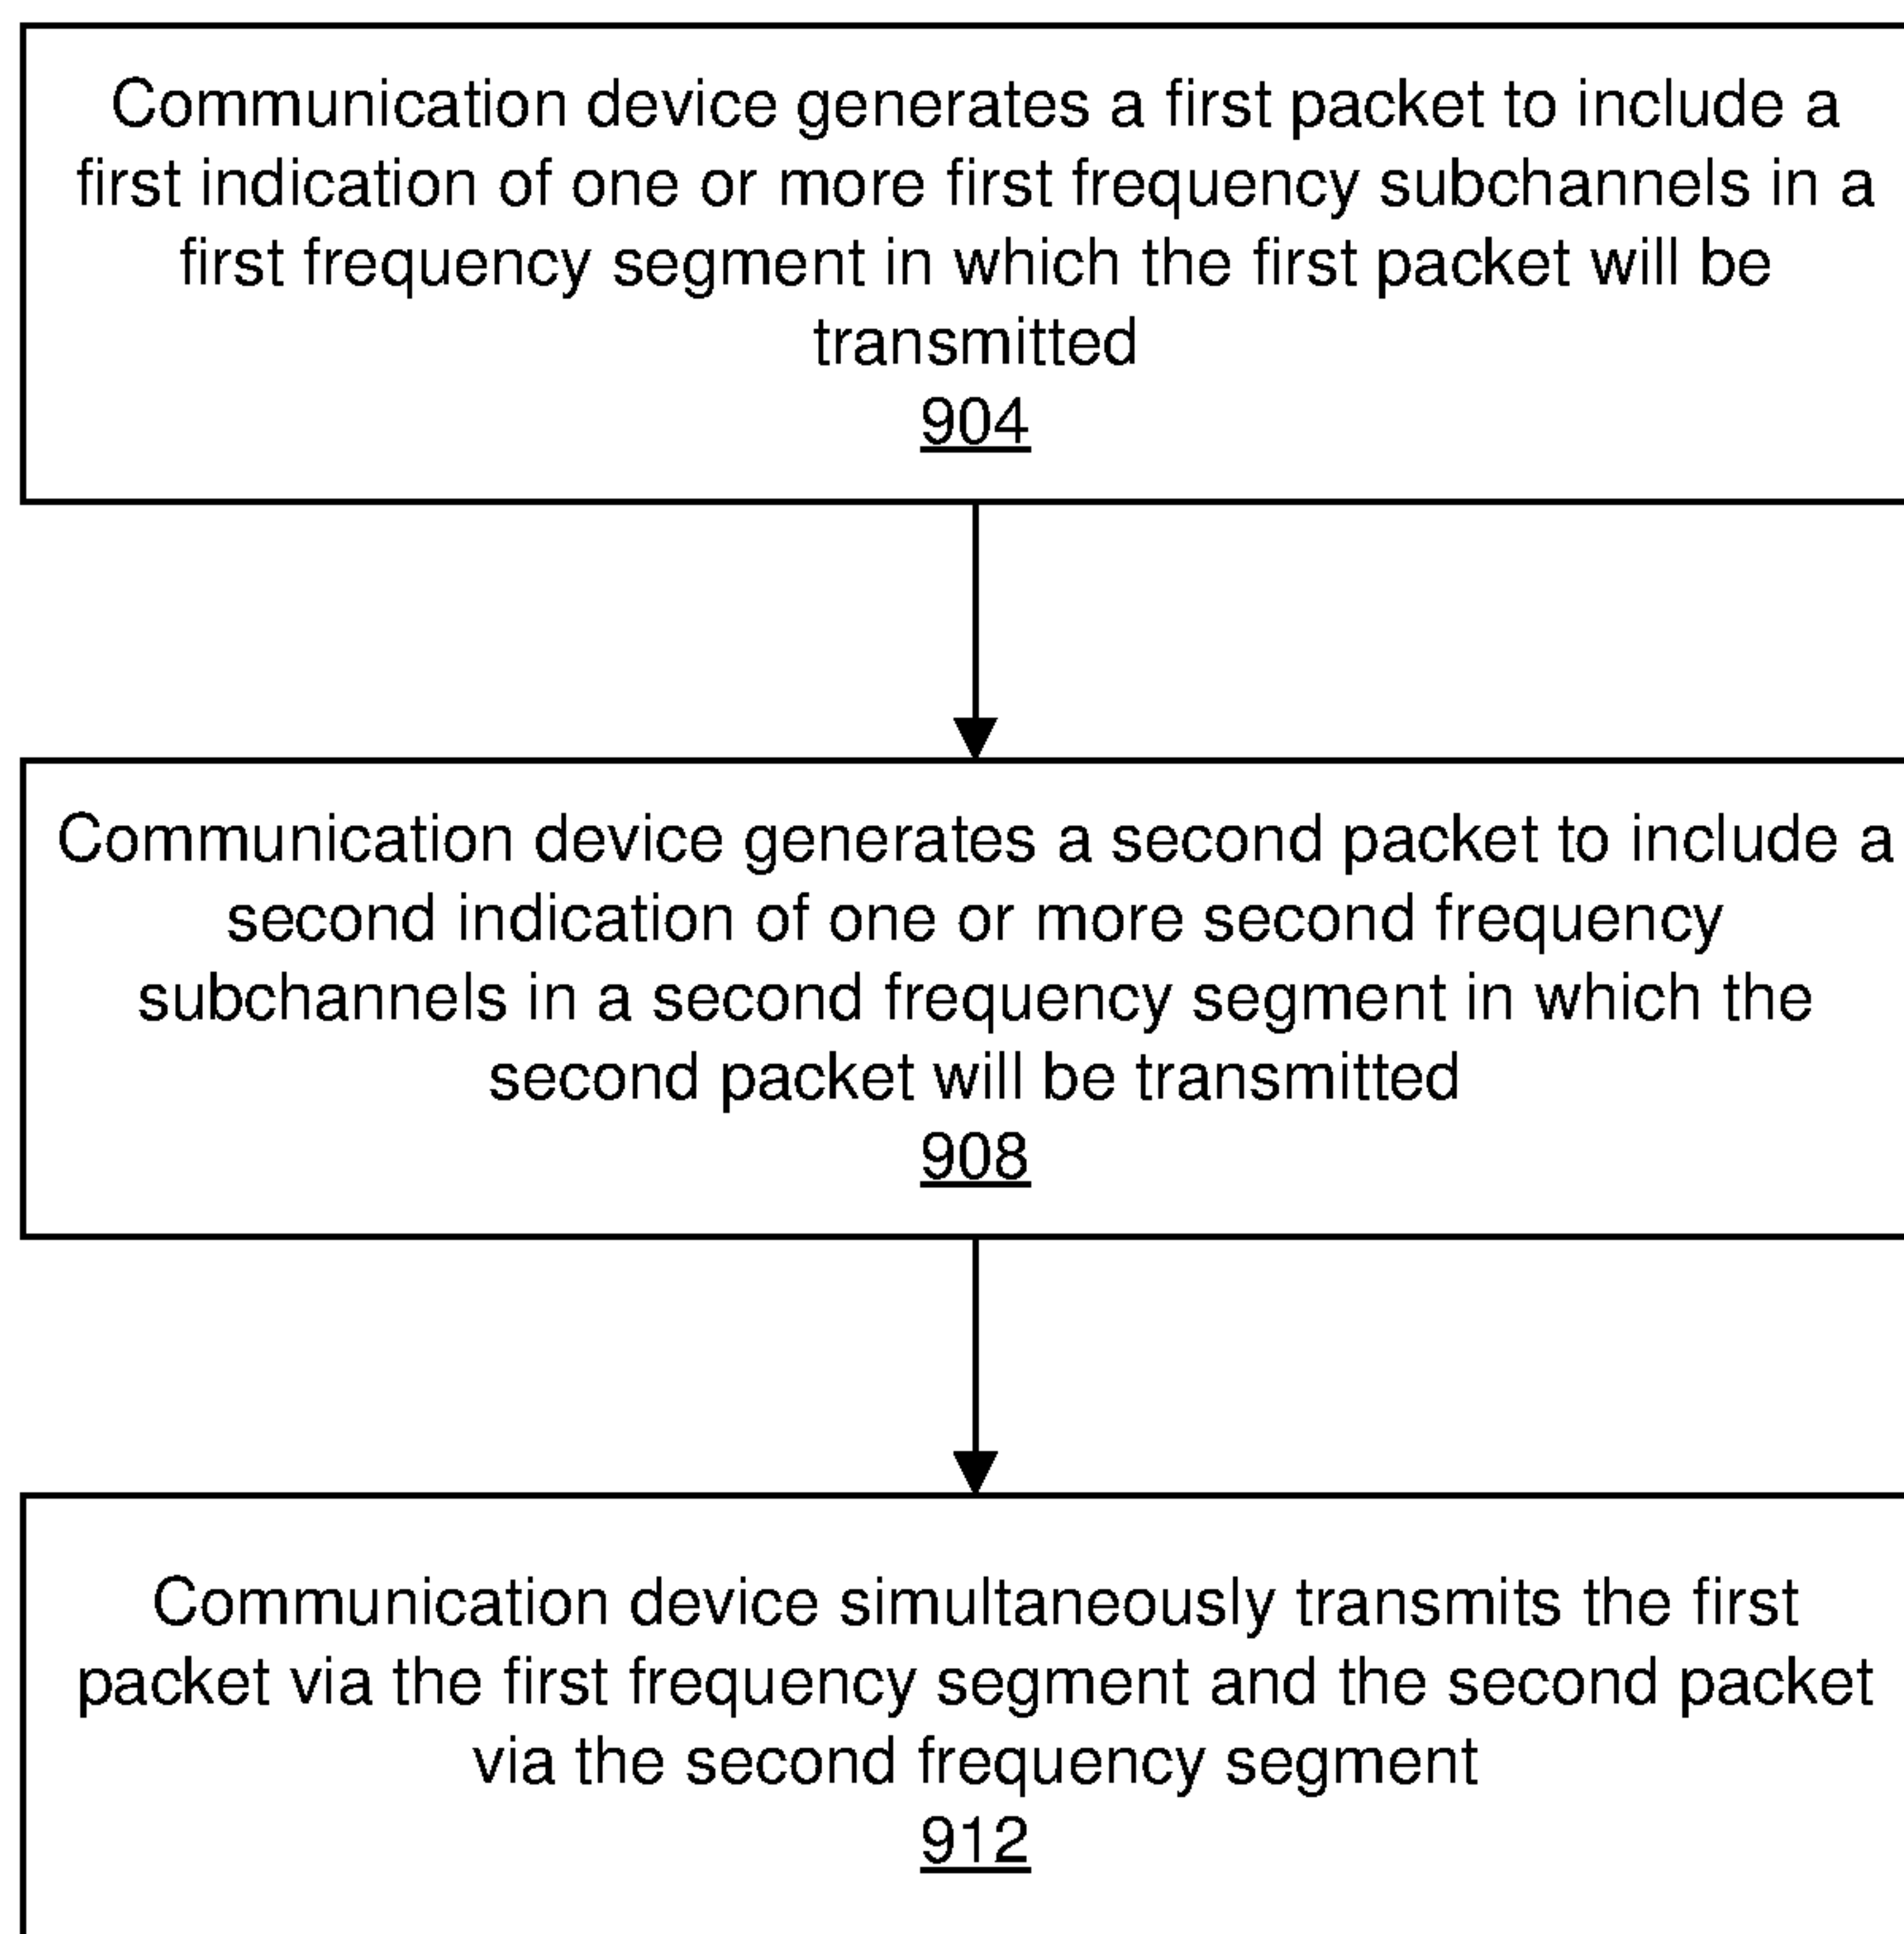 Communication device generates a first packet to include a
first indication of one or more first frequency subchannels in a
first frequency segment in which the first packet will be
transmitted
904
Communication device generates a second packet to include a
second indication of one or more second frequency
subchannels in a second frequency segment in which the
second packet will be transmitted
908
Communication device simultaneously transmits the first
packet via the first frequency segment and the second packet
via the second frequency segment
912